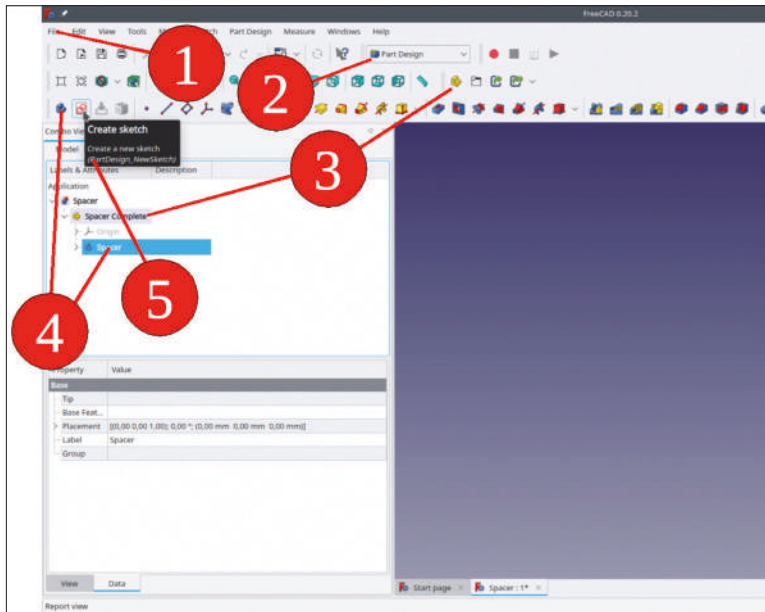 FreeCAD 0.20.2
File Edit View Tools Part Design Measure Windows Help
1
2
Part Design
Create sketch
Create a new sketch
(PartDesign_NewSketch)
3
Model
Labels & Attributes Description
Application
Spacer
Spacer Complete
Origin
Spacer
4
5
Property Value
Base
Tip
Base Feat...
Placement [(0,00 0,00 1,00); 0,00 °; (0,00 mm 0,00 mm 0,00 mm)]
Label Spacer
Group
View Data
Start page
Spacer : 1*
Report view